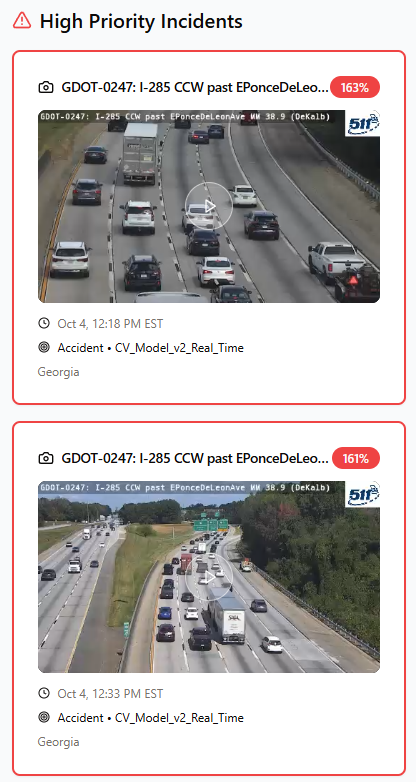 High Priority Incidents
GDOT-0247: I-285 CCW past EPonceDeLeo...
163%
GDOT-0247: I-285 CCW past EPonceDeLeonAve MM 38.9 (DeKalb)
511
Oct 4, 12:18 PM EST
Accident • CV_Model_v2_Real_Time
Georgia
GDOT-0247: I-285 CCW past EPonceDeLeo...
161%
GDOT-0247: I-285 CCW past EPonceDeLeonAve MM 38.9 (DeKalb)
511
Oct 4, 12:33 PM EST
Accident • CV_Model_v2_Real_Time
Georgia